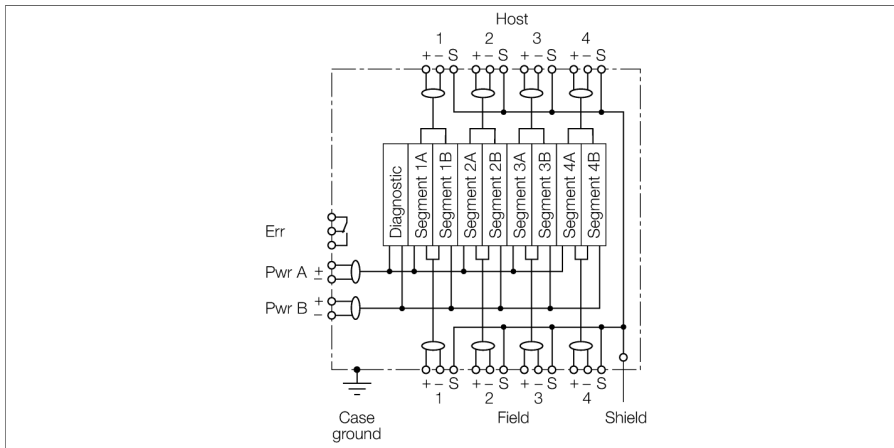 Host
1 2 3 4
+ − S + − S + − S + − S
Diagnostic
Segment 1A
Segment 1B
Segment 2A
Segment 2B
Segment 3A
Segment 3B
Segment 4A
Segment 4B
Err
Pwr A + −
Pwr B + −
+ − S + − S + − S + − S
1 2 3 4
Case ground
Field
Shield